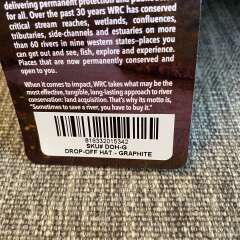 delivering permanent protection and public
for all. Over the past 30 years WRC has conserved
critical stream reaches, wetlands, confluences,
tributaries, side-channels and estuaries on more
than 60 rivers in nine western states–places you
can get out and see, fish, explore and experience.
Places that are now permanently conserved and
open to you.
When it comes to impact, WRC takes what may be the
most effective, tangible, long-lasting approach to river
conservation: land acquisition. That's why its motto is,
"Sometimes to save a river, you have to buy it."
819332015342
SKU# DOH-G
DROP-OFF HAT - GRAPHITE